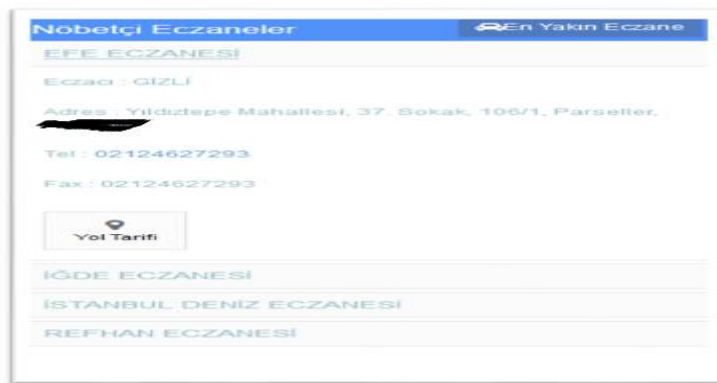 Nöbetçi Eczaneler
En Yakın Eczane
EFE ECZANESİ
Eczacı : GİZLİ
Adres : Yıldıztepe Mahallesi, 37. Sokak, 106/1, Parseller,
Tel : 02124627293
Fax : 02124627293
Yol Tarifi
İĞDE ECZANESİ
İSTANBUL DENİZ ECZANESİ
REFHAN ECZANESİ